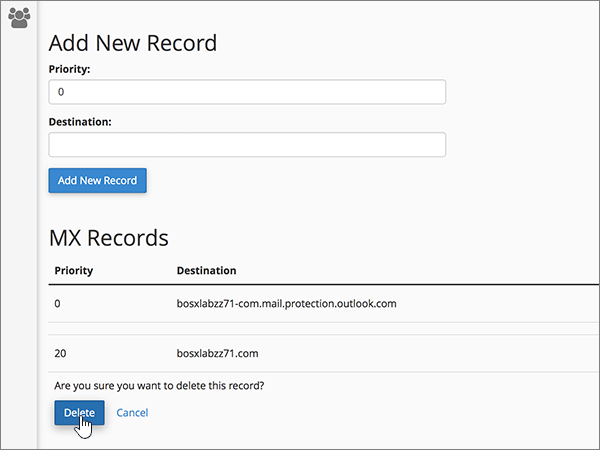 Add New Record
Priority:
0
Destination:
Add New Record
MX Records
Priority Destination
0 bosxlabzz71-com.mail.protection.outlook.com
20 bosxlabzz71.com
Are you sure you want to delete this record?
Delete Cancel